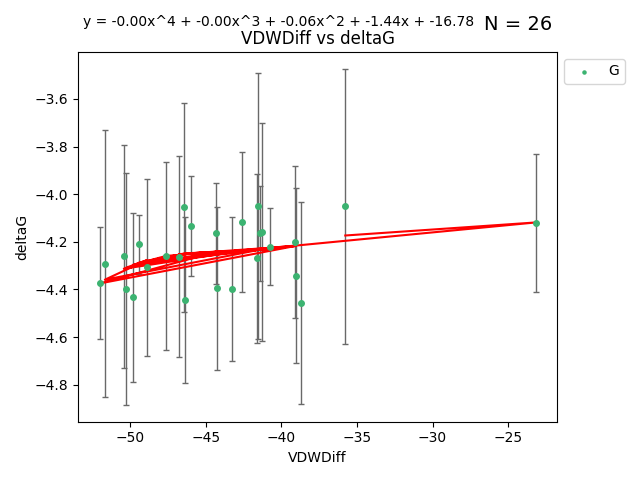 y = -0.00x^4 + -0.00x^3 + -0.06x^2 + -1.44x + -16.78 N = 26
VDWDiff vs deltaG
G
−3.6
−3.8
−4.0
−4.2
−4.4
−4.6
−4.8
deltaG
−50 −45 −40 −35 −30 −25
VDWDiff